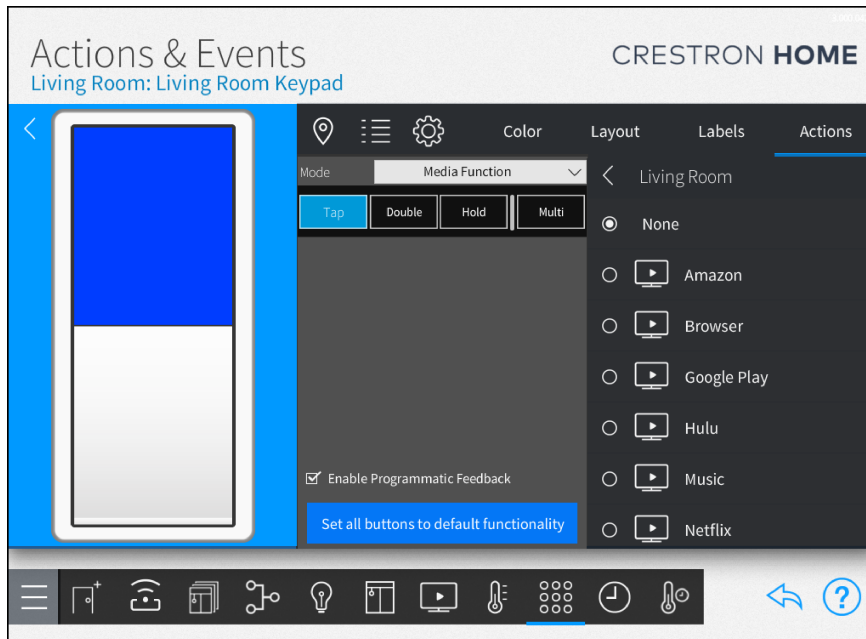 Actions & Events
CRESTRON HOME
Living Room: Living Room Keypad
Color Layout Labels Actions
Mode Media Function
Living Room
Tap Double Hold Multi
None
Amazon
Browser
Google Play
Hulu
Enable Programmatic Feedback
Music
Set all buttons to default functionality
Netflix